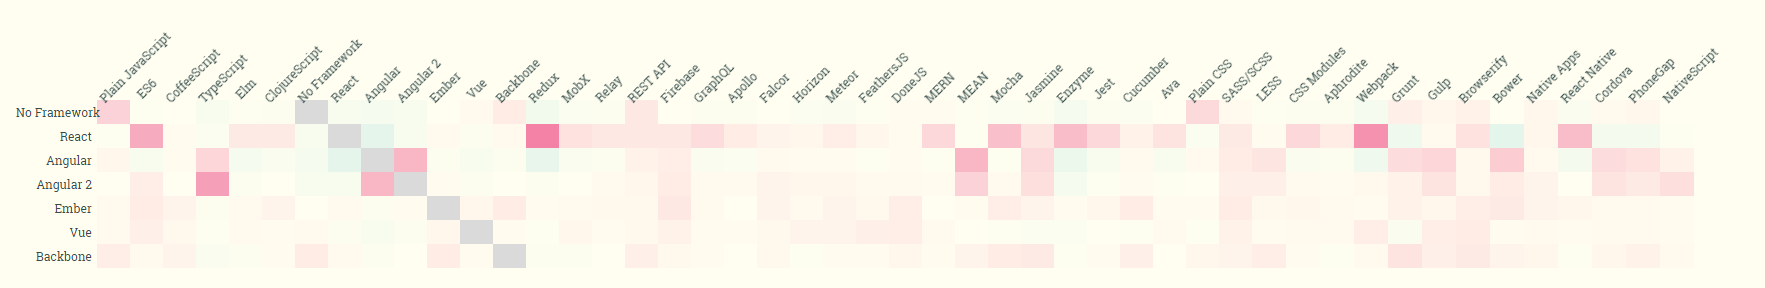 Plain JavaScript
ES6
CoffeeScript
TypeScript
Elm
ClojureScript
No Framework
React
Angular
Angular 2
Ember
Vue
Backbone
Redux
MobX
Relay
REST API
Firebase
GraphQL
Apollo
Falcor
Horizon
Meteor
FeathersJS
DoneJS
MERN
MEAN
Mocha
Jasmine
Enzyme
Jest
Cucumber
Ava
Plain CSS
SASS/SCSS
LESS
CSS Modules
Aphrodite
Webpack
Grunt
Gulp
Browserify
Bower
Native Apps
React Native
Cordova
PhoneGap
NativeScript
No Framework
React
Angular
Angular 2
Ember
Vue
Backbone